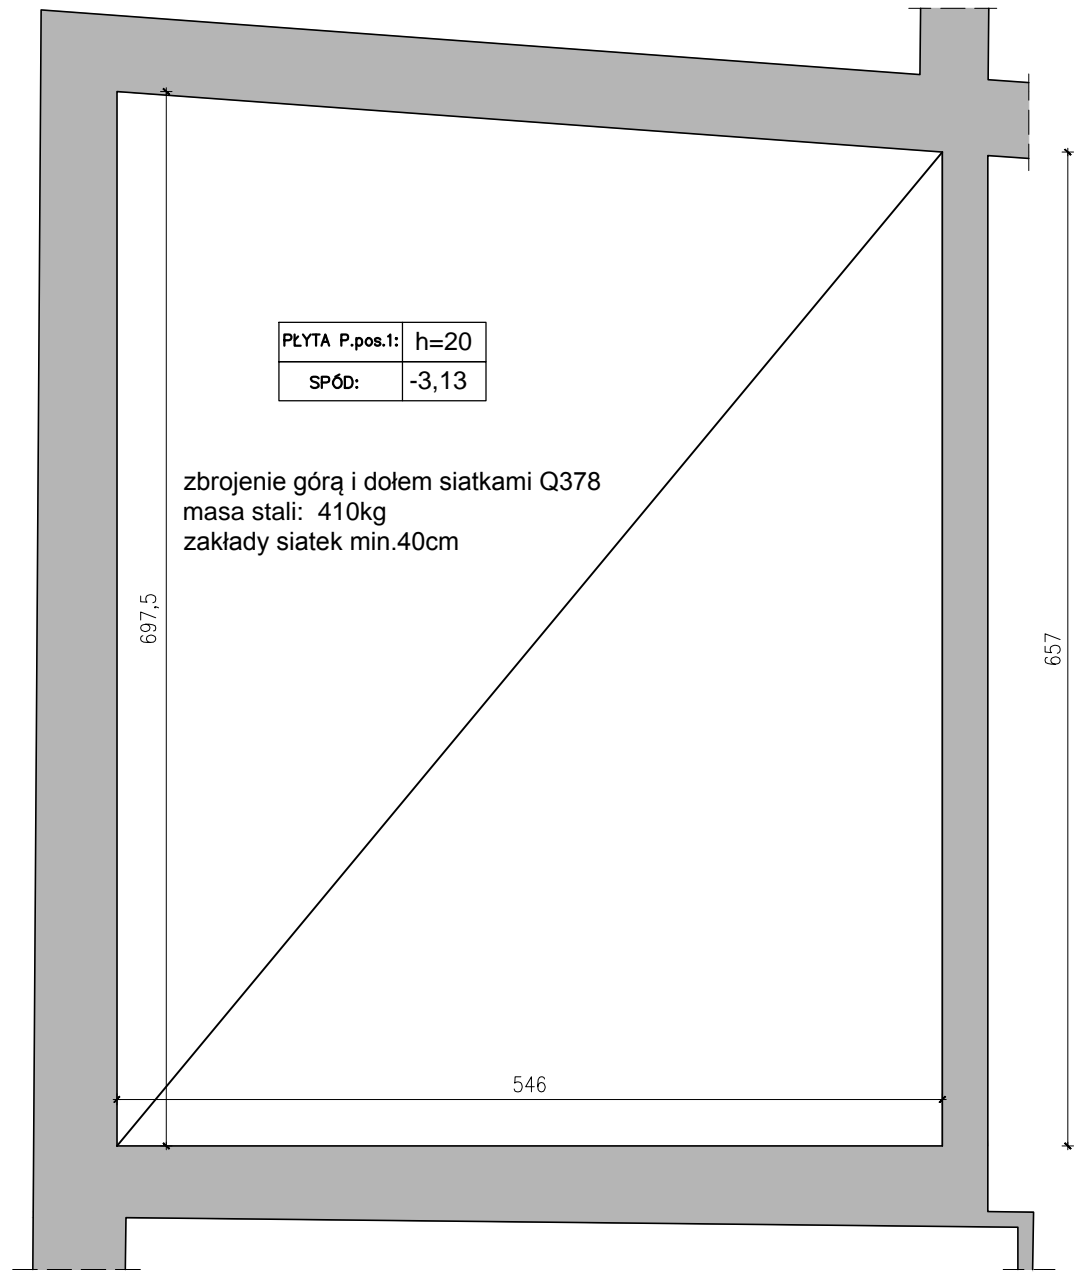 PŁYTA P.pos.1: h=20
SPÓD: -3,13
zbrojenie górą i dołem siatkami Q378
masa stali: 410kg
zakłady siatek min.40cm
697,5
657
546